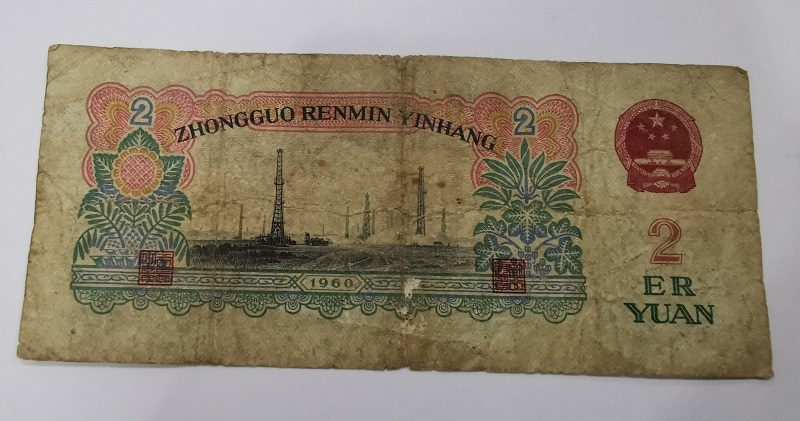 2
ZHONGGUO RENMIN YINHANG
2
1960
2
ER
YUAN